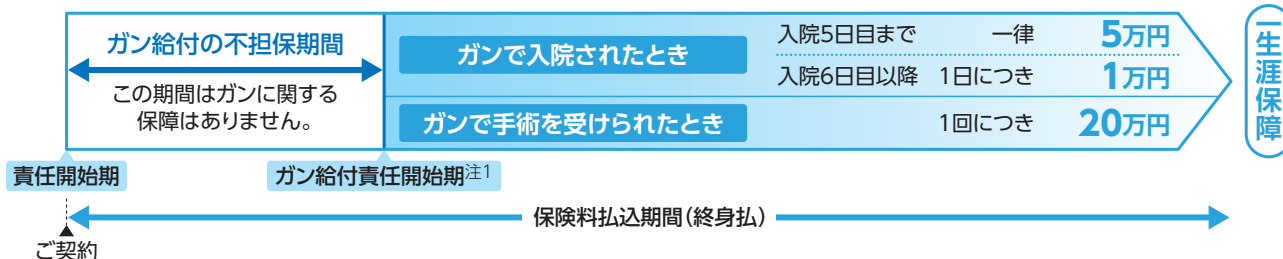 ガン給付の不担保期間
この期間はガンに関する
保障はありません。
ガンで入院されたとき
入院5日目まで 一律 5万円
入院6日目以降 1日につき 1万円
ガンで手術を受けられたとき
1回につき 20万円
一生涯保障
責任開始期
ガン給付責任開始期注1
保険料払込期間(終身払)
ご契約